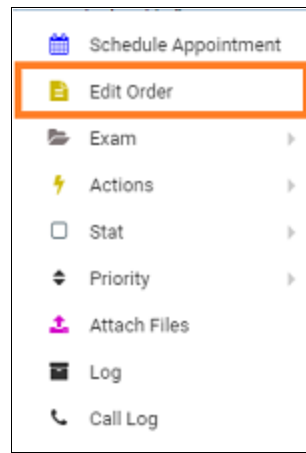 Schedule Appointment
Edit Order
Exam
Actions
Stat
Priority
Attach Files
Log
Call Log